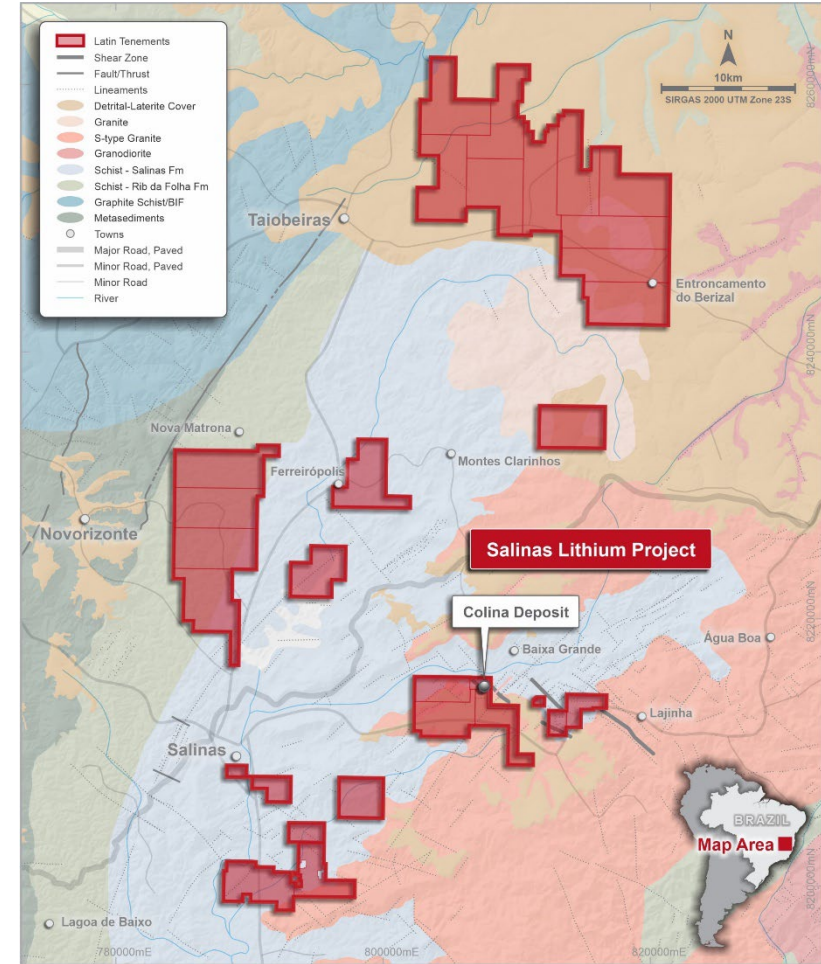 Latin Tenements
Shear Zone
Fault/Thrust
Lineaments
Detrital-Laterite Cover
Granite
S-type Granite
Granodiorite
Schist - Salinas Fm
Schist - Rib da Folha Fm
Graphite Schist/BIF
Metasediments
Towns
Major Road, Paved
Minor Road, Paved
Minor Road
River
N
10km
SIRGAS 2000 UTM Zone 23S
8260000mN
Taiobeiras
Entroncamento
do Berizal
8240000mN
Nova Matrona
Ferreirópolis
Montes Clarinhos
Novorizonte
Salinas Lithium Project
Colina Deposit
8220000mN
Baixa Grande
Água Boa
Lajinha
Salinas
BRAZIL
Map Area
8200000mN
Lagoa de Baixo
780000mE
800000mE
820000mE